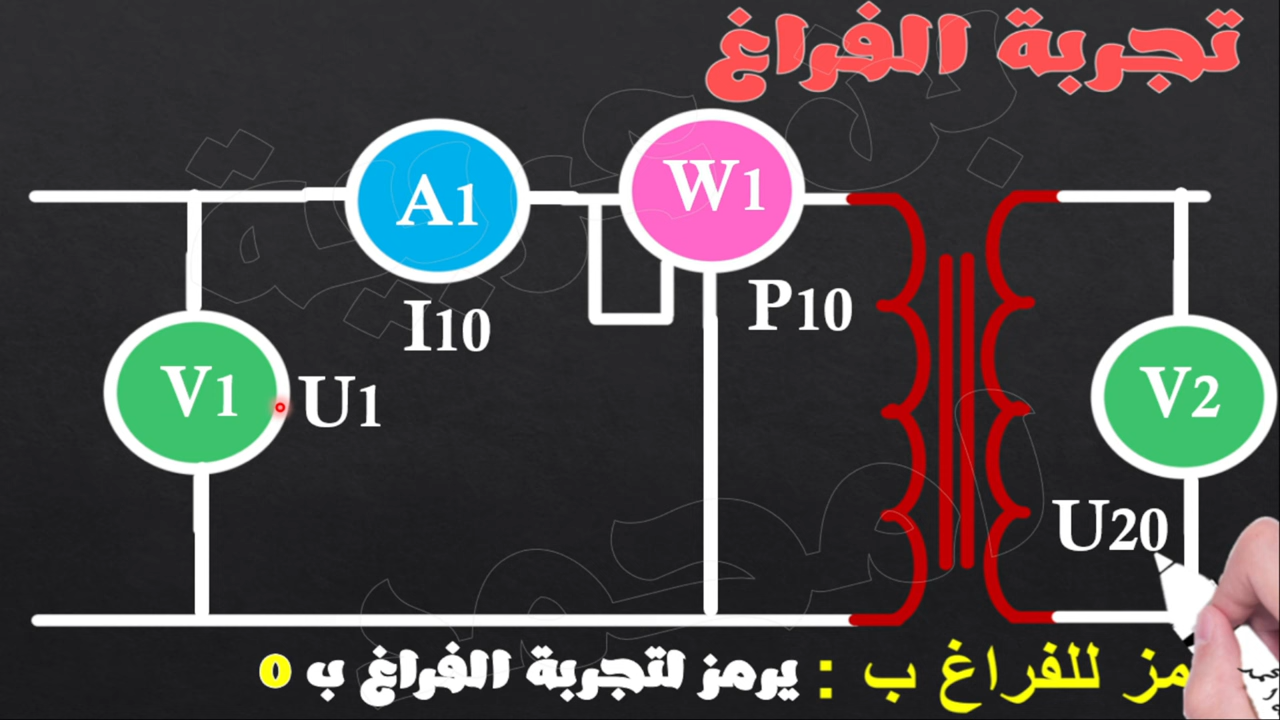 تجربة الفراغ
A1
W1
I10
P10
V1
U1
V2
U20
مز للفراغ ب : يرمز لتجربة الفراغ ب 0